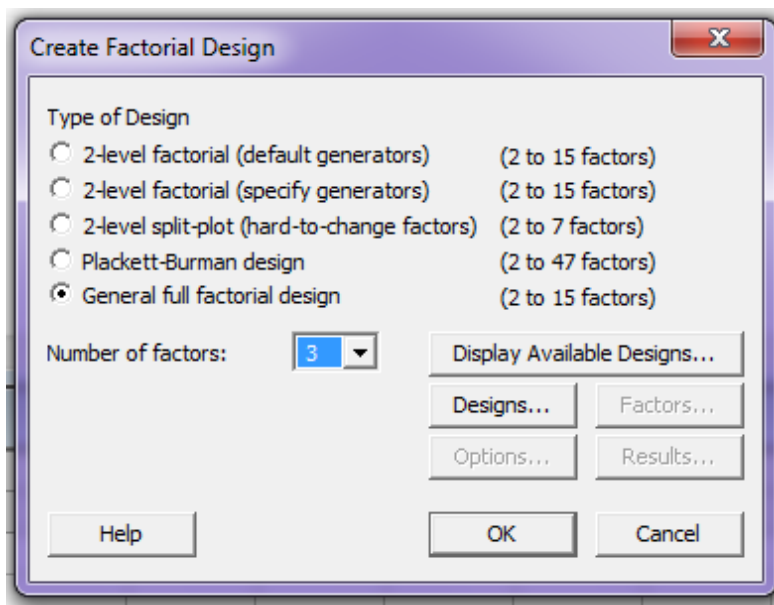 Create Factorial Design
Type of Design
2-level factorial (default generators) (2 to 15 factors)
2-level factorial (specify generators) (2 to 15 factors)
2-level split-plot (hard-to-change factors) (2 to 7 factors)
Plackett-Burman design (2 to 47 factors)
General full factorial design (2 to 15 factors)
Number of factors: 3 Display Available Designs...
Designs... Factors...
Options... Results...
Help OK Cancel